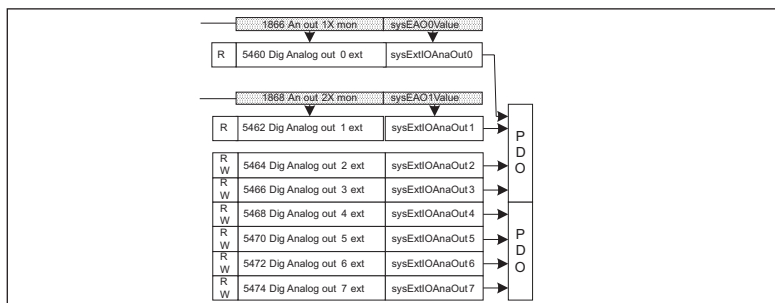 1866 An out 1X mon sysEAO0Value
R 5460 Dig Analog out 0 ext sysExtIOAnaOut0
1868 An out 2X mon sysEAO1Value
R 5462 Dig Analog out 1 ext sysExtIOAnaOut1
R W 5464 Dig Analog out 2 ext sysExtIOAnaOut2
R W 5466 Dig Analog out 3 ext sysExtIOAnaOut3
PDO
R W 5468 Dig Analog out 4 ext sysExtIOAnaOut4
R W 5470 Dig Analog out 5 ext sysExtIOAnaOut5
R W 5472 Dig Analog out 6 ext sysExtIOAnaOut6
R W 5474 Dig Analog out 7 ext sysExtIOAnaOut7
PDO